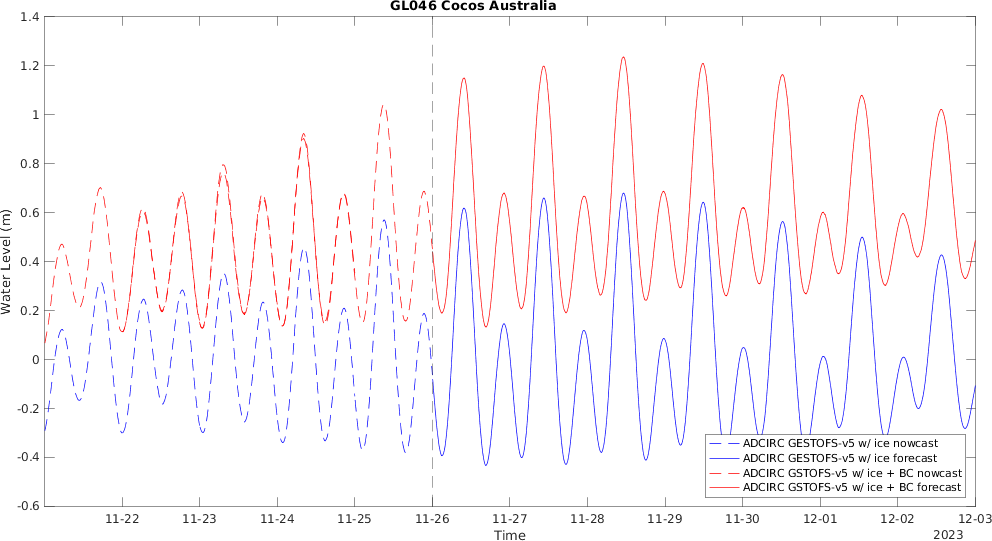 GL046 Cocos Australia
Water Level (m)
1.4
1.2
1
0.8
0.6
0.4
0.2
0
-0.2
-0.4
-0.6
ADCIRC GESTOFS-v5 w/ ice nowcast
ADCIRC GESTOFS-v5 w/ ice forecast
ADCIRC GSTOFS-v5 w/ ice + BC nowcast
ADCIRC GSTOFS-v5 w/ ice + BC forecast
11-22 11-23 11-24 11-25 11-26 11-27 11-28 11-29 11-30 12-01 12-02 12-03
Time
2023